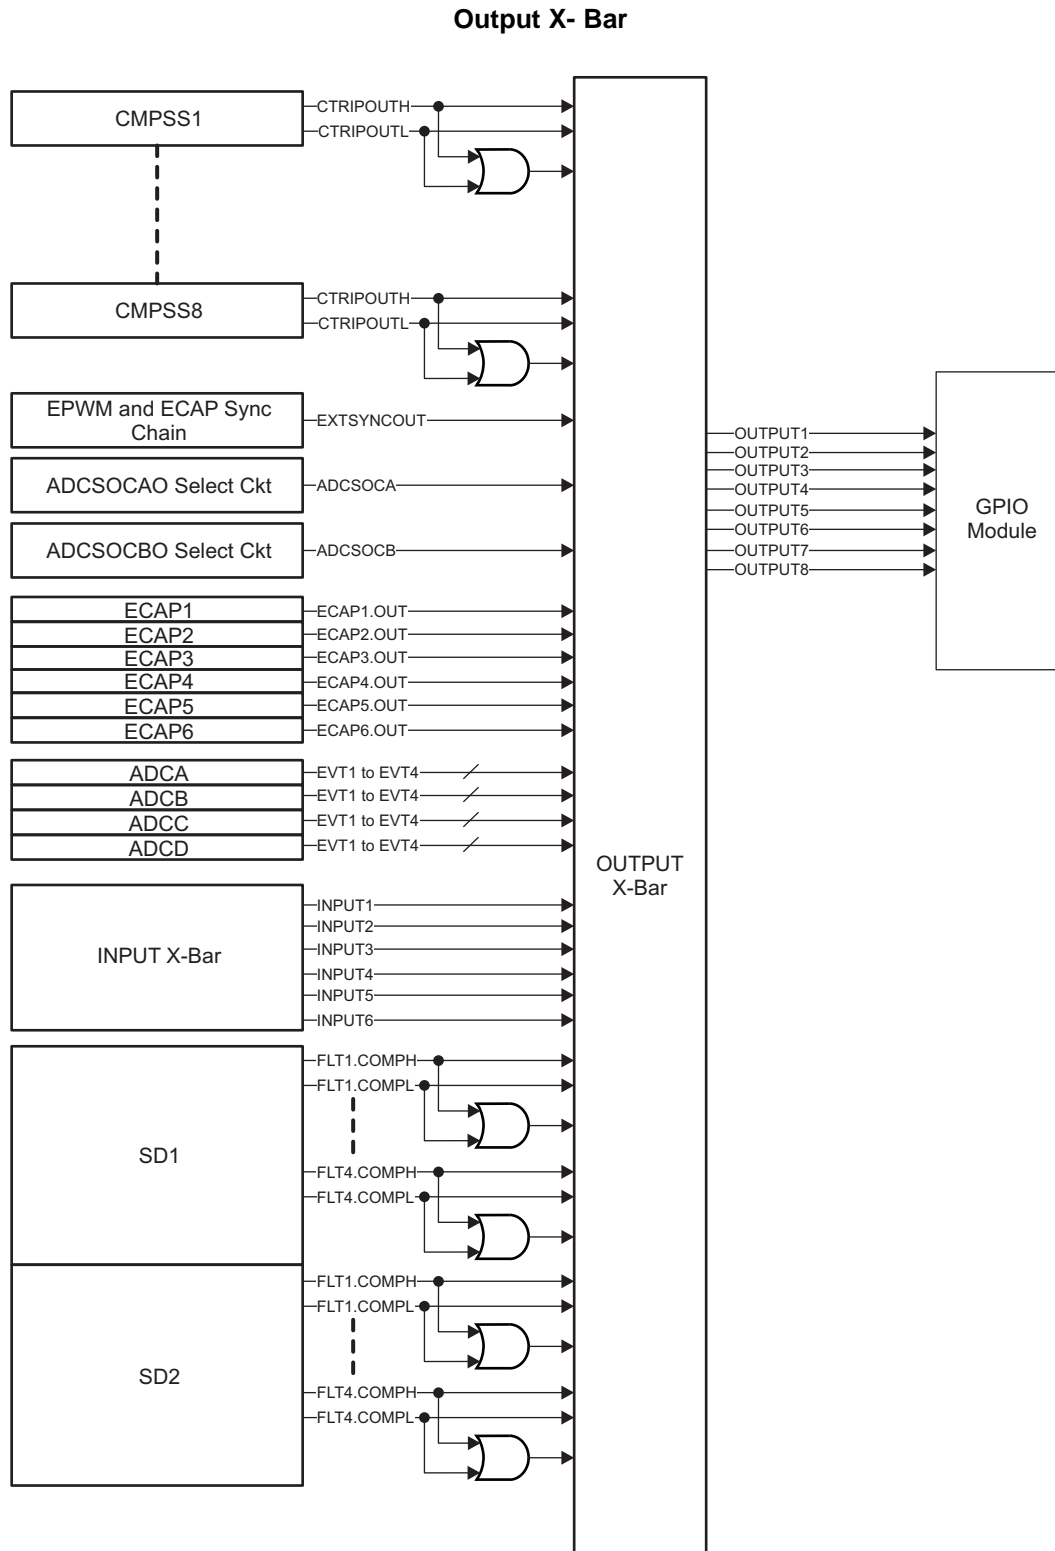 Output X- Bar
CMPSS1
CTRIPOUTH
CTRIPOUTL
CMPSS8
CTRIPOUTH
CTRIPOUTL
EPWM and ECAP Sync
Chain
EXTSYNCOUT
ADCSOCAO Select Ckt
ADCSOCA
ADCSOCBO Select Ckt
ADCSOCB
ECAP1
ECAP1.OUT
ECAP2
ECAP2.OUT
ECAP3
ECAP3.OUT
ECAP4
ECAP4.OUT
ECAP5
ECAP5.OUT
ECAP6
ECAP6.OUT
ADCA
EVT1 to EVT4
ADCB
EVT1 to EVT4
ADCC
EVT1 to EVT4
ADCD
EVT1 to EVT4
INPUT X-Bar
INPUT1
INPUT2
INPUT3
INPUT4
INPUT5
INPUT6
SD1
FLT1.COMPH
FLT1.COMPL
FLT4.COMPH
FLT4.COMPL
SD2
FLT1.COMPH
FLT1.COMPL
FLT4.COMPH
FLT4.COMPL
OUTPUT
X-Bar
OUTPUT1
OUTPUT2
OUTPUT3
OUTPUT4
OUTPUT5
OUTPUT6
OUTPUT7
OUTPUT8
GPIO
Module